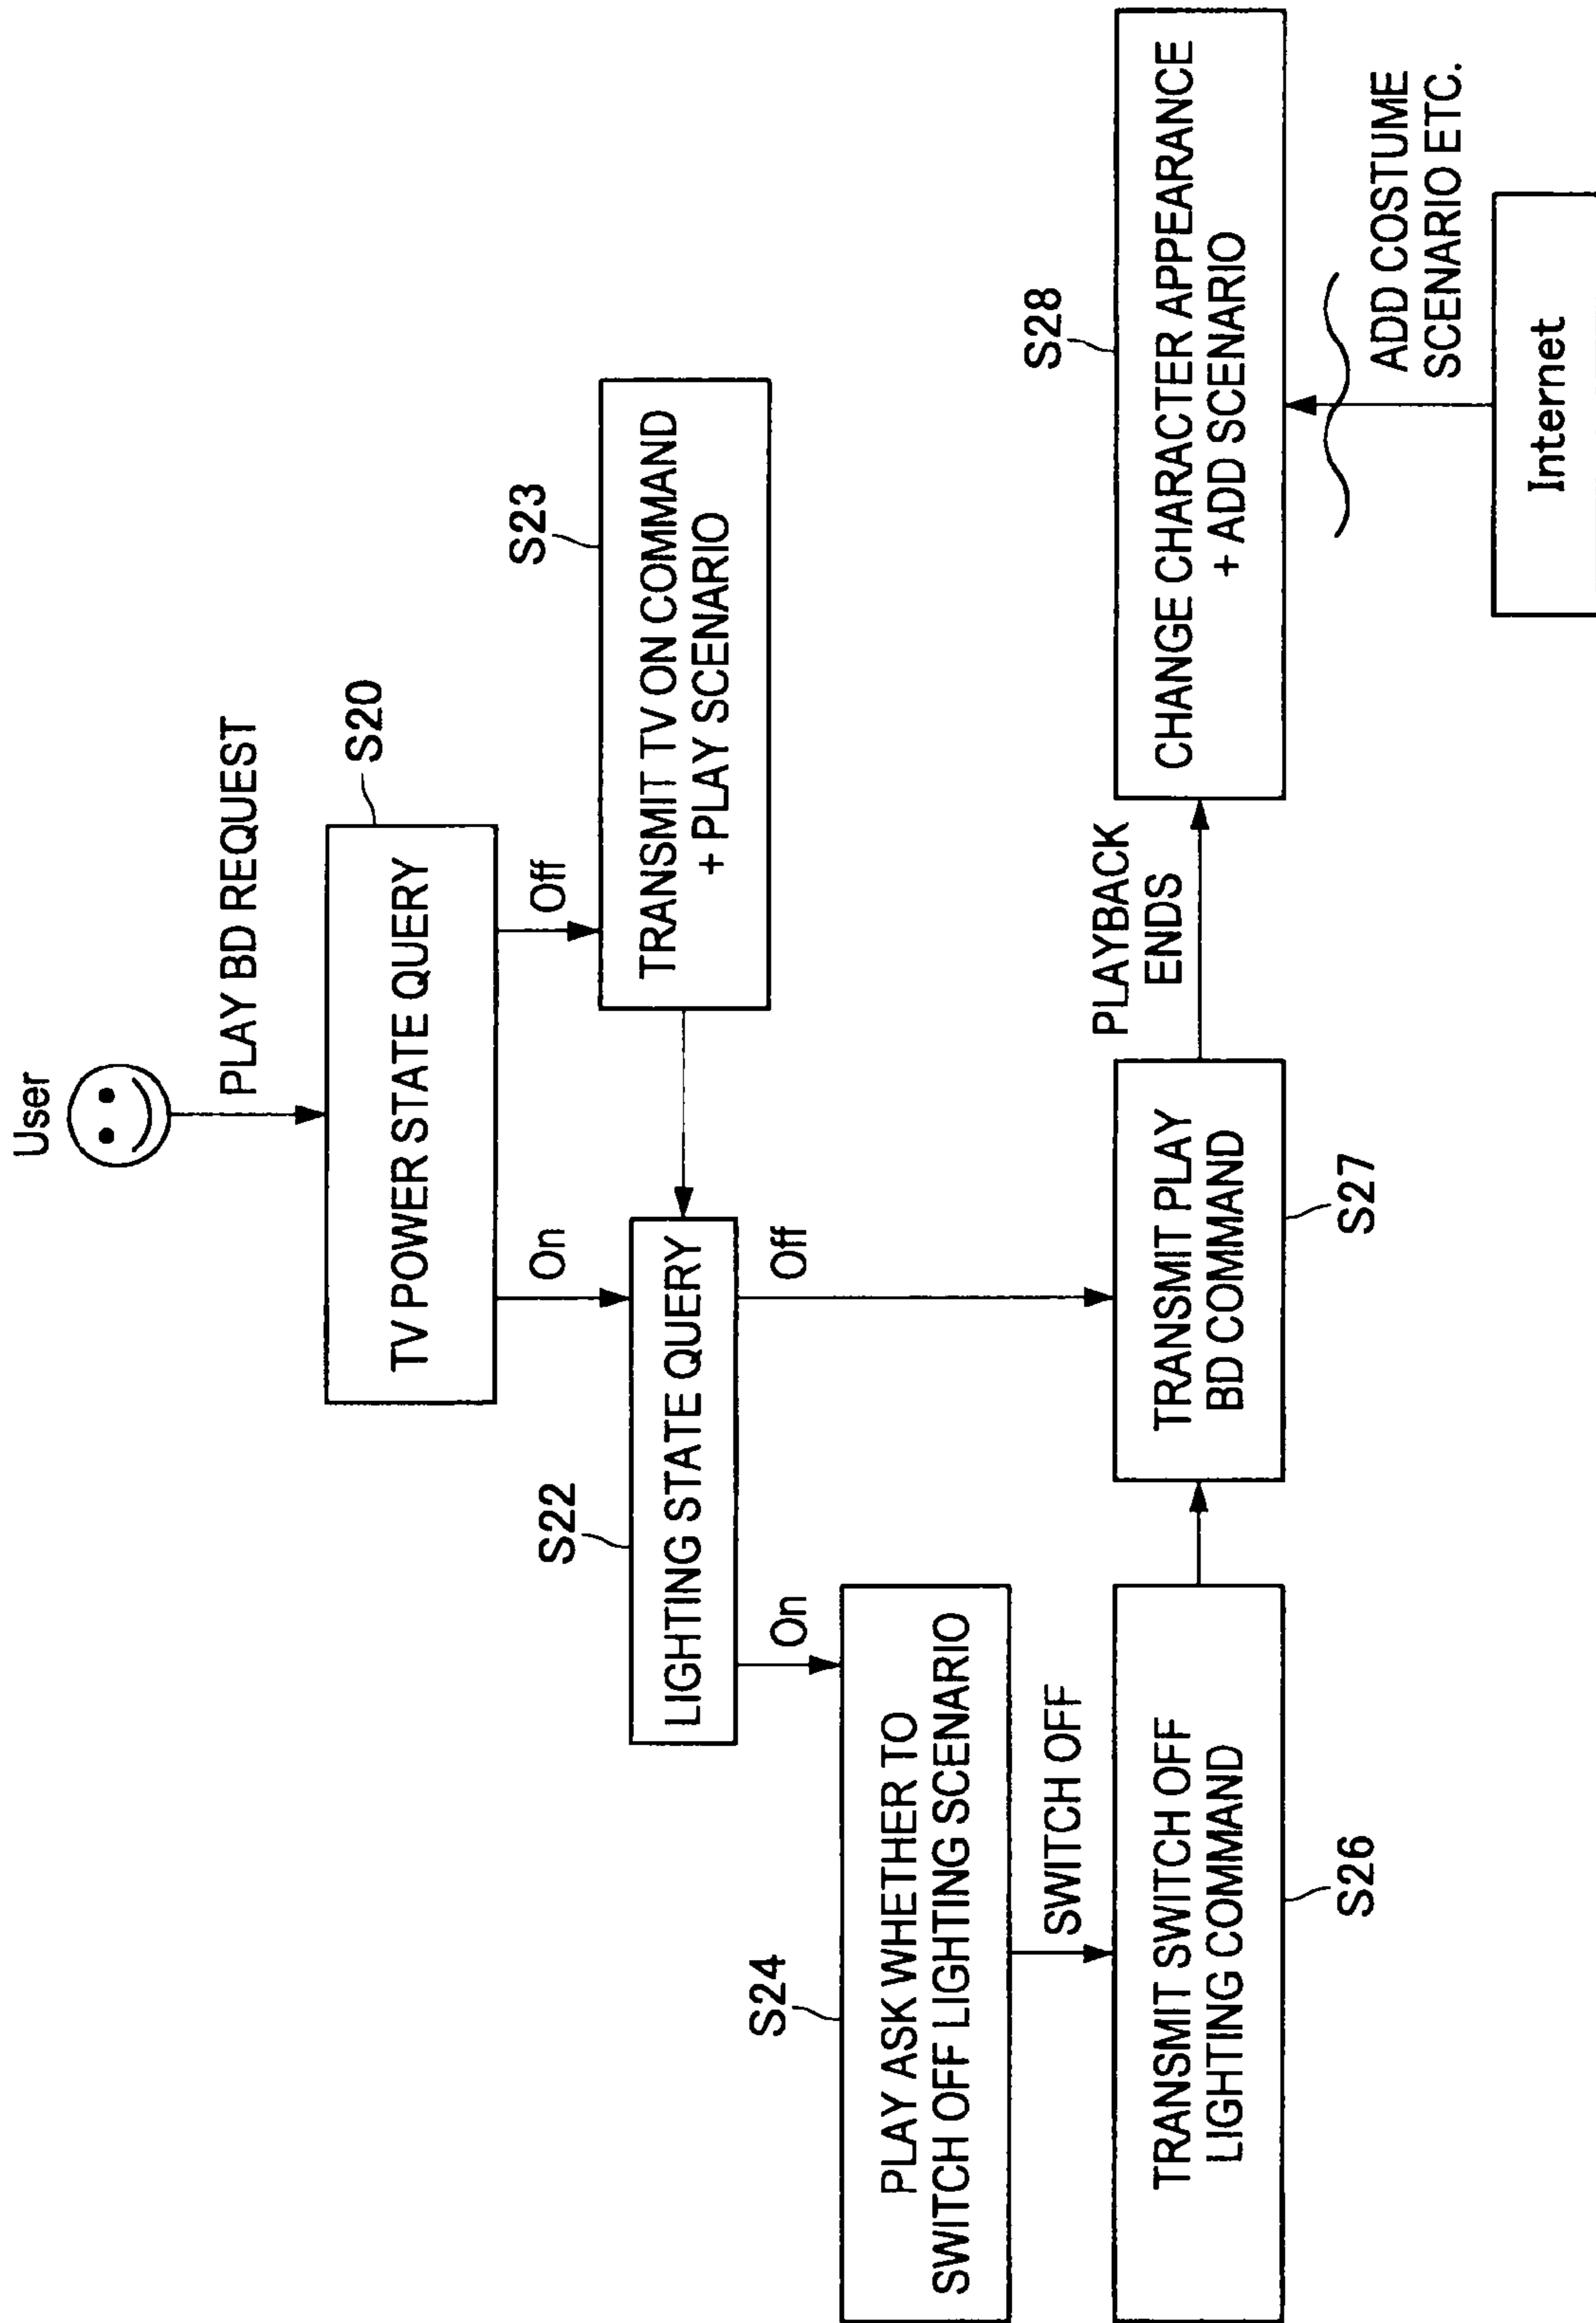 User
PLAY BD REQUEST
S20
TV POWER STATE QUERY
On
Off
S23
TRANSMIT TV ON COMMAND
+ PLAY SCENARIO
S22
LIGHTING STATE QUERY
On
Off
S24
PLAY ASK WHETHER TO
SWITCH OFF LIGHTING SCENARIO
SWITCH OFF
TRANSMIT SWITCH OFF
LIGHTING COMMAND
S26
TRANSMIT PLAY
BD COMMAND
S27
PLAYBACK
ENDS
S28
CHANGE CHARACTER APPEARANCE
+ ADD SCENARIO
ADD COSTUME
SCENARIO ETC.
Internet